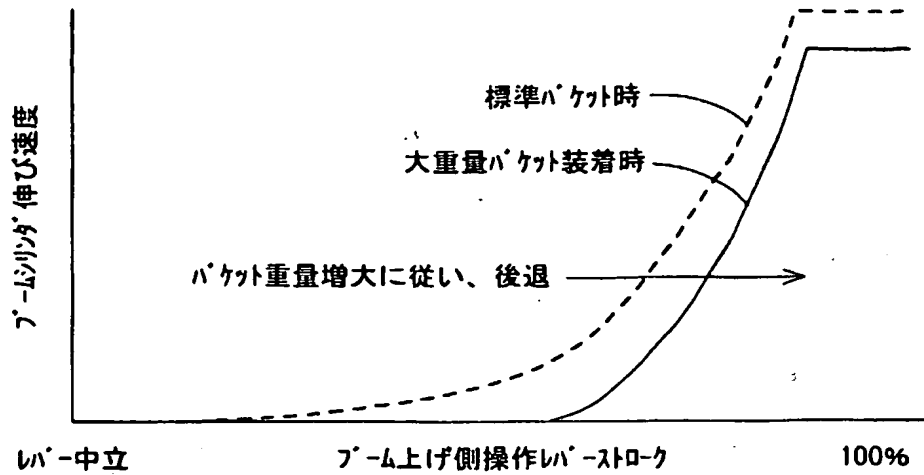 標準バケット時
大重量バケット装着時
バケット重量増大に従い、後退
ブームシリンダ伸び速度
レバー中立
ブーム上げ側操作レバーストローク
100%